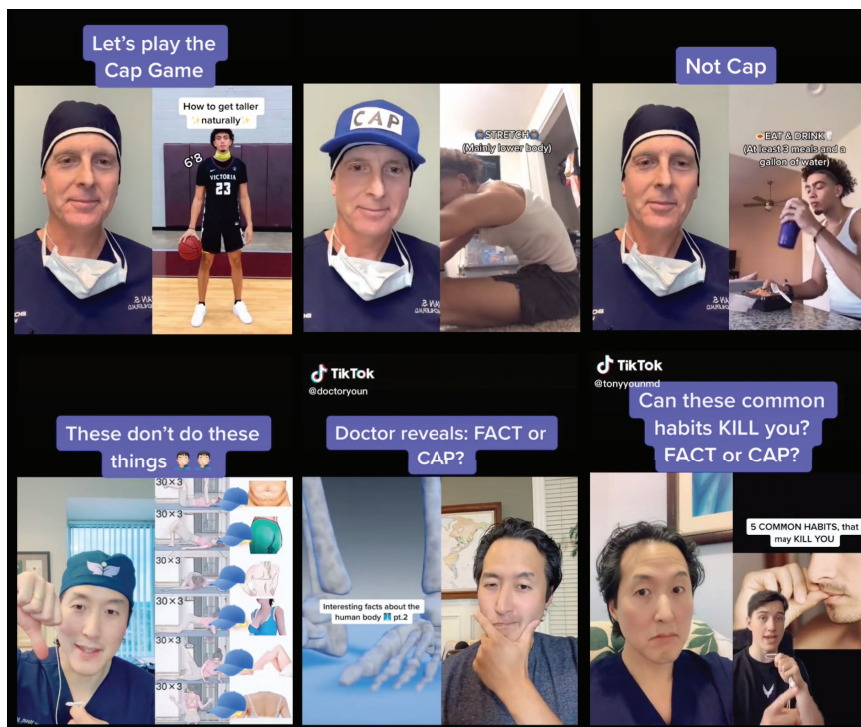 Let's play the
Cap Game
How to get taller
✨naturally✨
6'8
VICTORIA
23
CAP
STRETCH
(Mainly lower body)
Not Cap
EAT & DRINK
(At least 3 meals and a
gallon of water)
These don't do these
things 🤦🏻‍♂️🤦🏻‍♂️
30×3
30×3
30×3
30×3
30×3
30×3
TikTok
@doctoryoun
Doctor reveals: FACT or
CAP?
Interesting facts about the
human body 👖 pt.2
TikTok
@tonyyounmd
Can these common
habits KILL you?
FACT or CAP?
5 COMMON HABITS, that
may KILL YOU